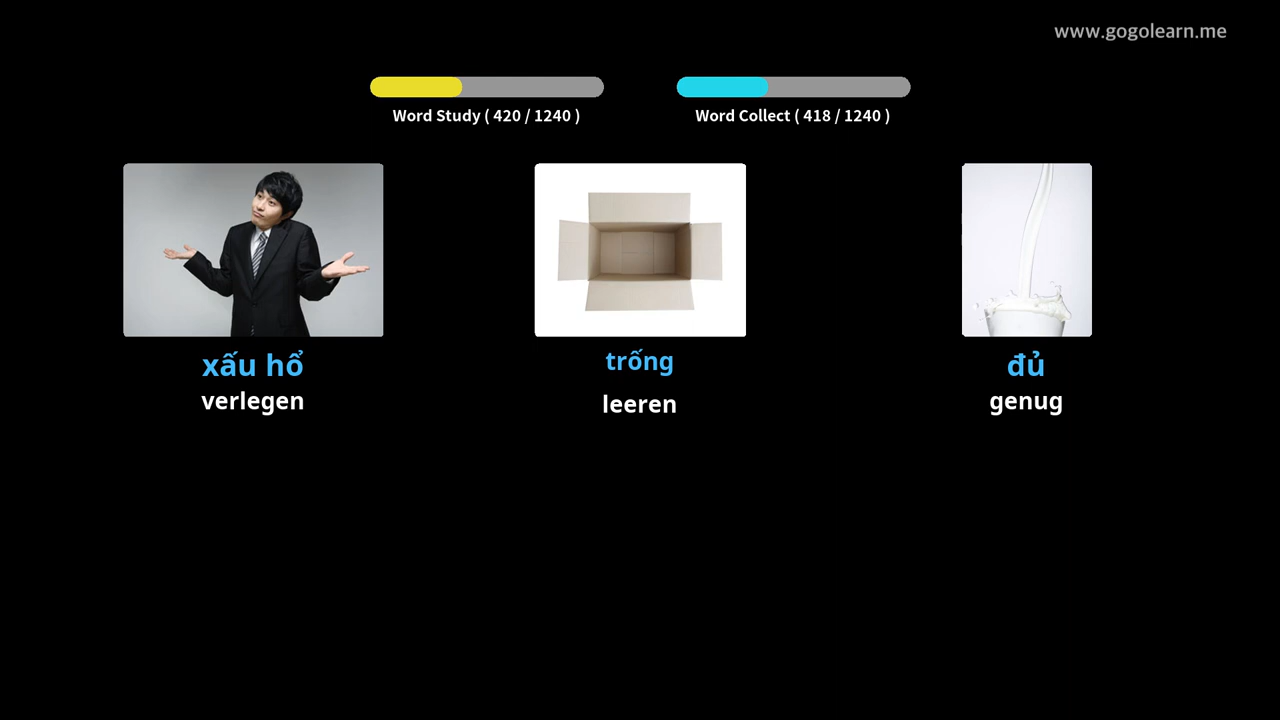 www.gogolearn.me
Word Study ( 420 / 1240 )
Word Collect ( 418 / 1240 )
xấu hổ
verlegen
trống
leeren
đủ
genug